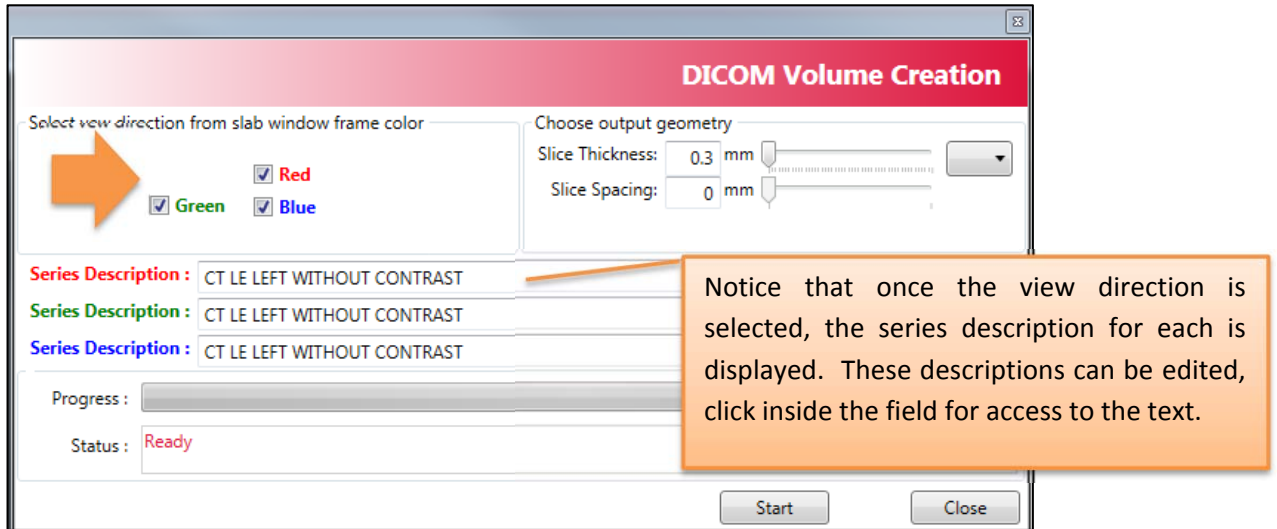 DICOM Volume Creation
Select vew direction from slab window frame color
Red
Green
Blue
Choose output geometry
Slice Thickness: 0.3 mm
Slice Spacing: 0 mm
Series Description : CT LE LEFT WITHOUT CONTRAST
Series Description : CT LE LEFT WITHOUT CONTRAST
Series Description : CT LE LEFT WITHOUT CONTRAST
Notice that once the view direction is
selected, the series description for each is
displayed. These descriptions can be edited,
click inside the field for access to the text.
Progress :
Status : Ready
Start
Close